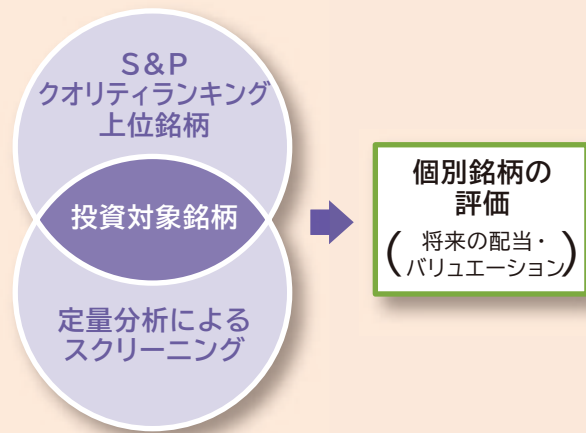 S&P
クオリティランキング
上位銘柄
投資対象銘柄
定量分析による
スクリーニング
個別銘柄の
評価
(将来の配当・
バリュエーション)